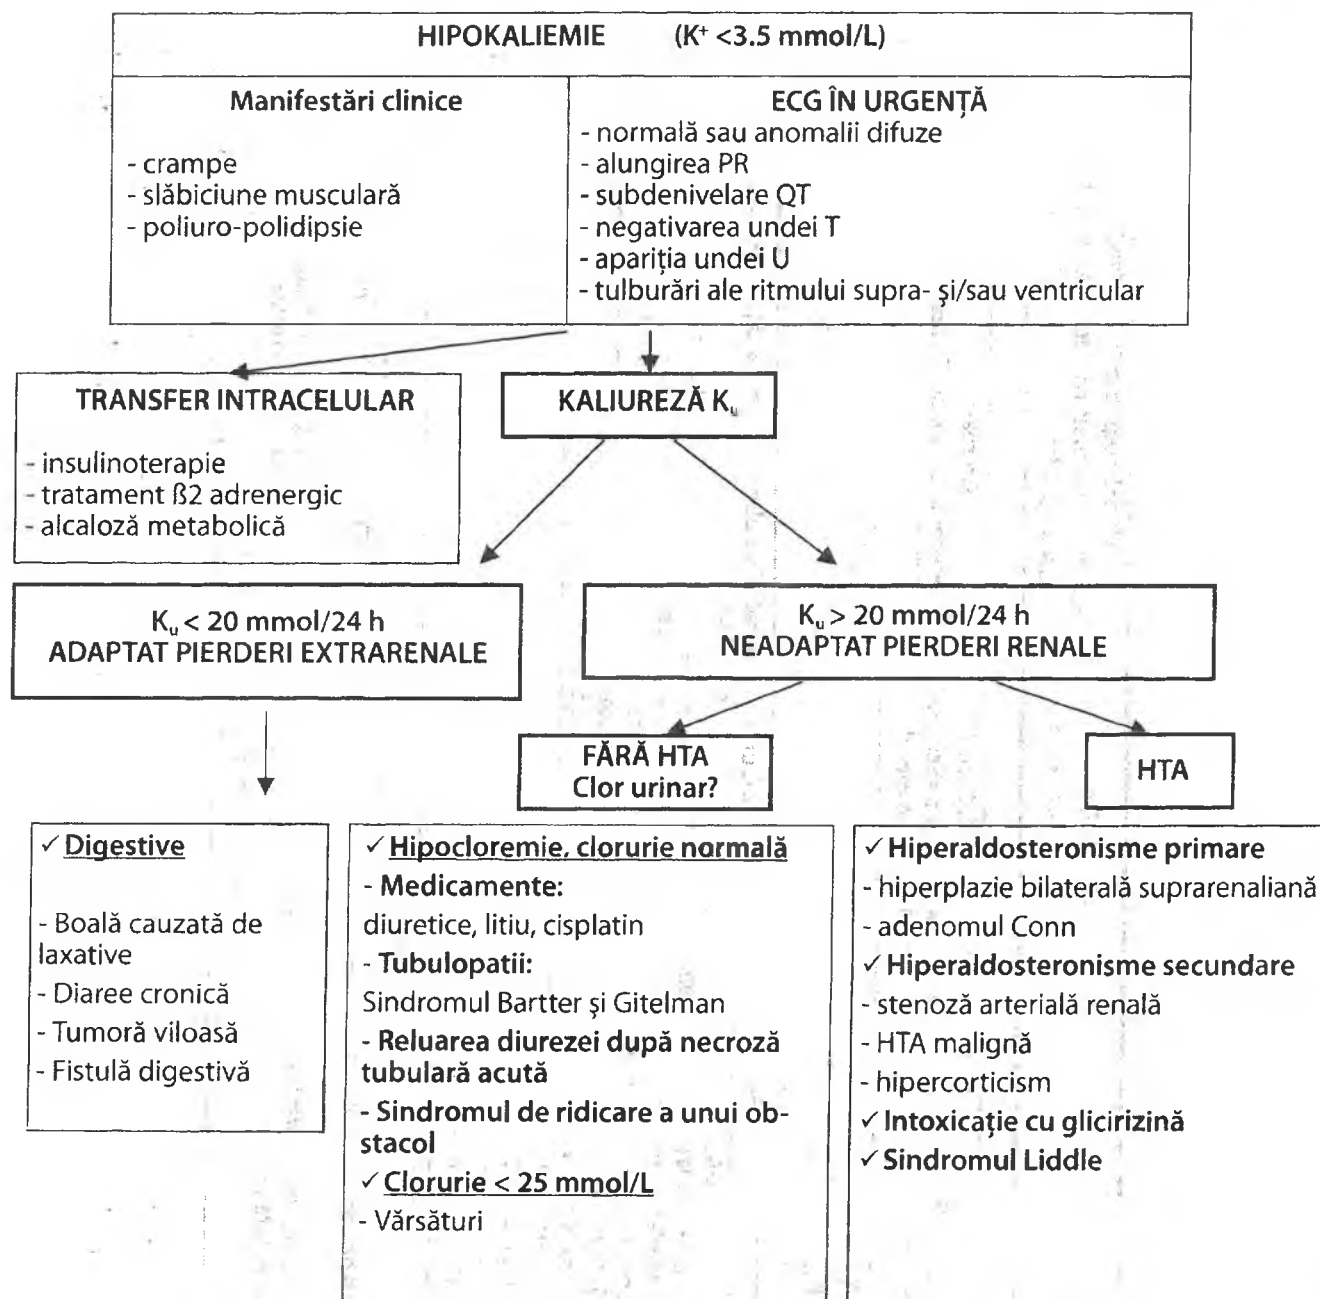 HIPOKALIEMIE (K⁺ <3.5 mmol/L)
Manifestări clinice
- crampe
- slăbiciune musculară
- poliuro-polidipsie
ECG ÎN URGENȚĂ
- normală sau anomalii difuze
- alungirea PR
- subdenivelare QT
- negativarea undei T
- apariția undei U
- tulburări ale ritmului supra- și/sau ventricular
TRANSFER INTRACELULAR
- insulinoterapie
- tratament ß2 adrenergic
- alcaloză metabolică
KALIUREZĂ Kᵤ
Kᵤ < 20 mmol/24 h
ADAPTAT PIERDERI EXTRARENALE
Kᵤ > 20 mmol/24 h
NEADAPTAT PIERDERI RENALE
FĂRĂ HTA
Clor urinar?
HTA
✓ Digestive
- Boală cauzată de
laxative
- Diaree cronică
- Tumoră viloasă
- Fistulă digestivă
✓ Hipocloremie, clorurie normală
- Medicamente:
diuretice, litiu, cisplatin
- Tubulopatii:
Sindromul Bartter și Gitelman
- Reluarea diurezei după necroză
tubulară acută
- Sindromul de ridicare a unui ob-
stacol
✓ Clorurie < 25 mmol/L
- Vărsături
✓ Hiperaldosteronisme primare
- hiperplazie bilaterală suprarenaliană
- adenomul Conn
✓ Hiperaldosteronisme secundare
- stenoză arterială renală
- HTA malignă
- hipercorticism
✓ Intoxicație cu glicirizină
✓ Sindromul Liddle